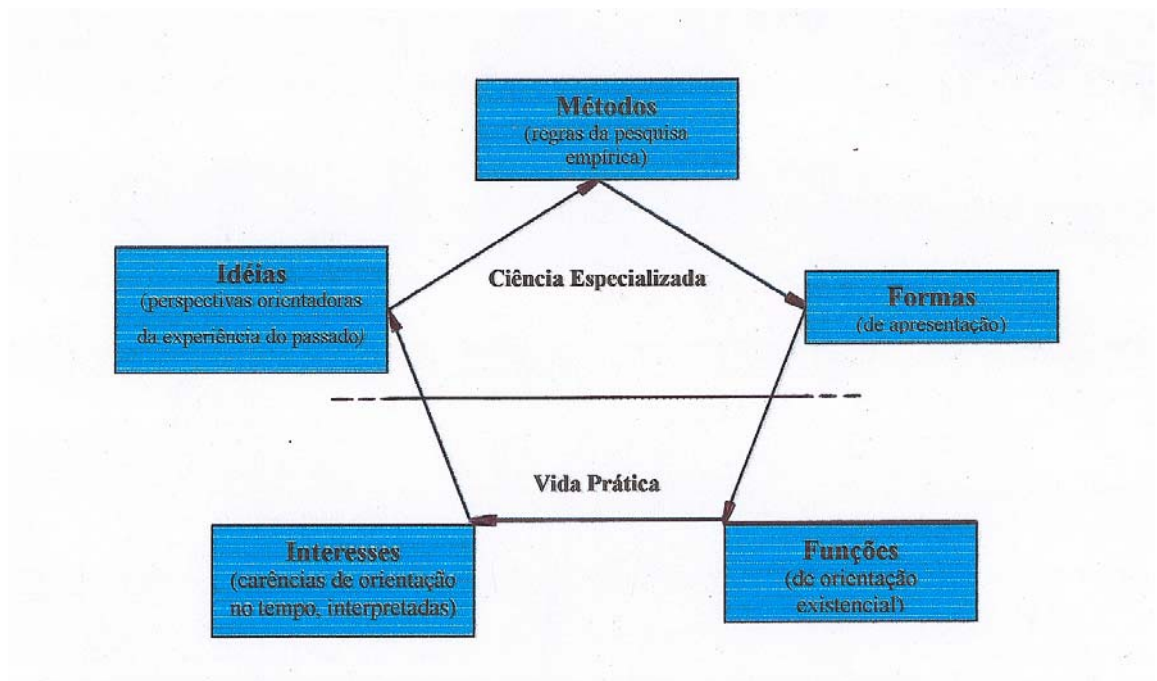 Métodos
(regras da pesquisa
empírica)
Idéias
(perspectivas orientadoras
da experiência do passado)
Ciência Especializada
Formas
(de apresentação)
Vida Prática
Interesses
(carências de orientação
no tempo, interpretadas)
Funções
(de orientação
existencial)